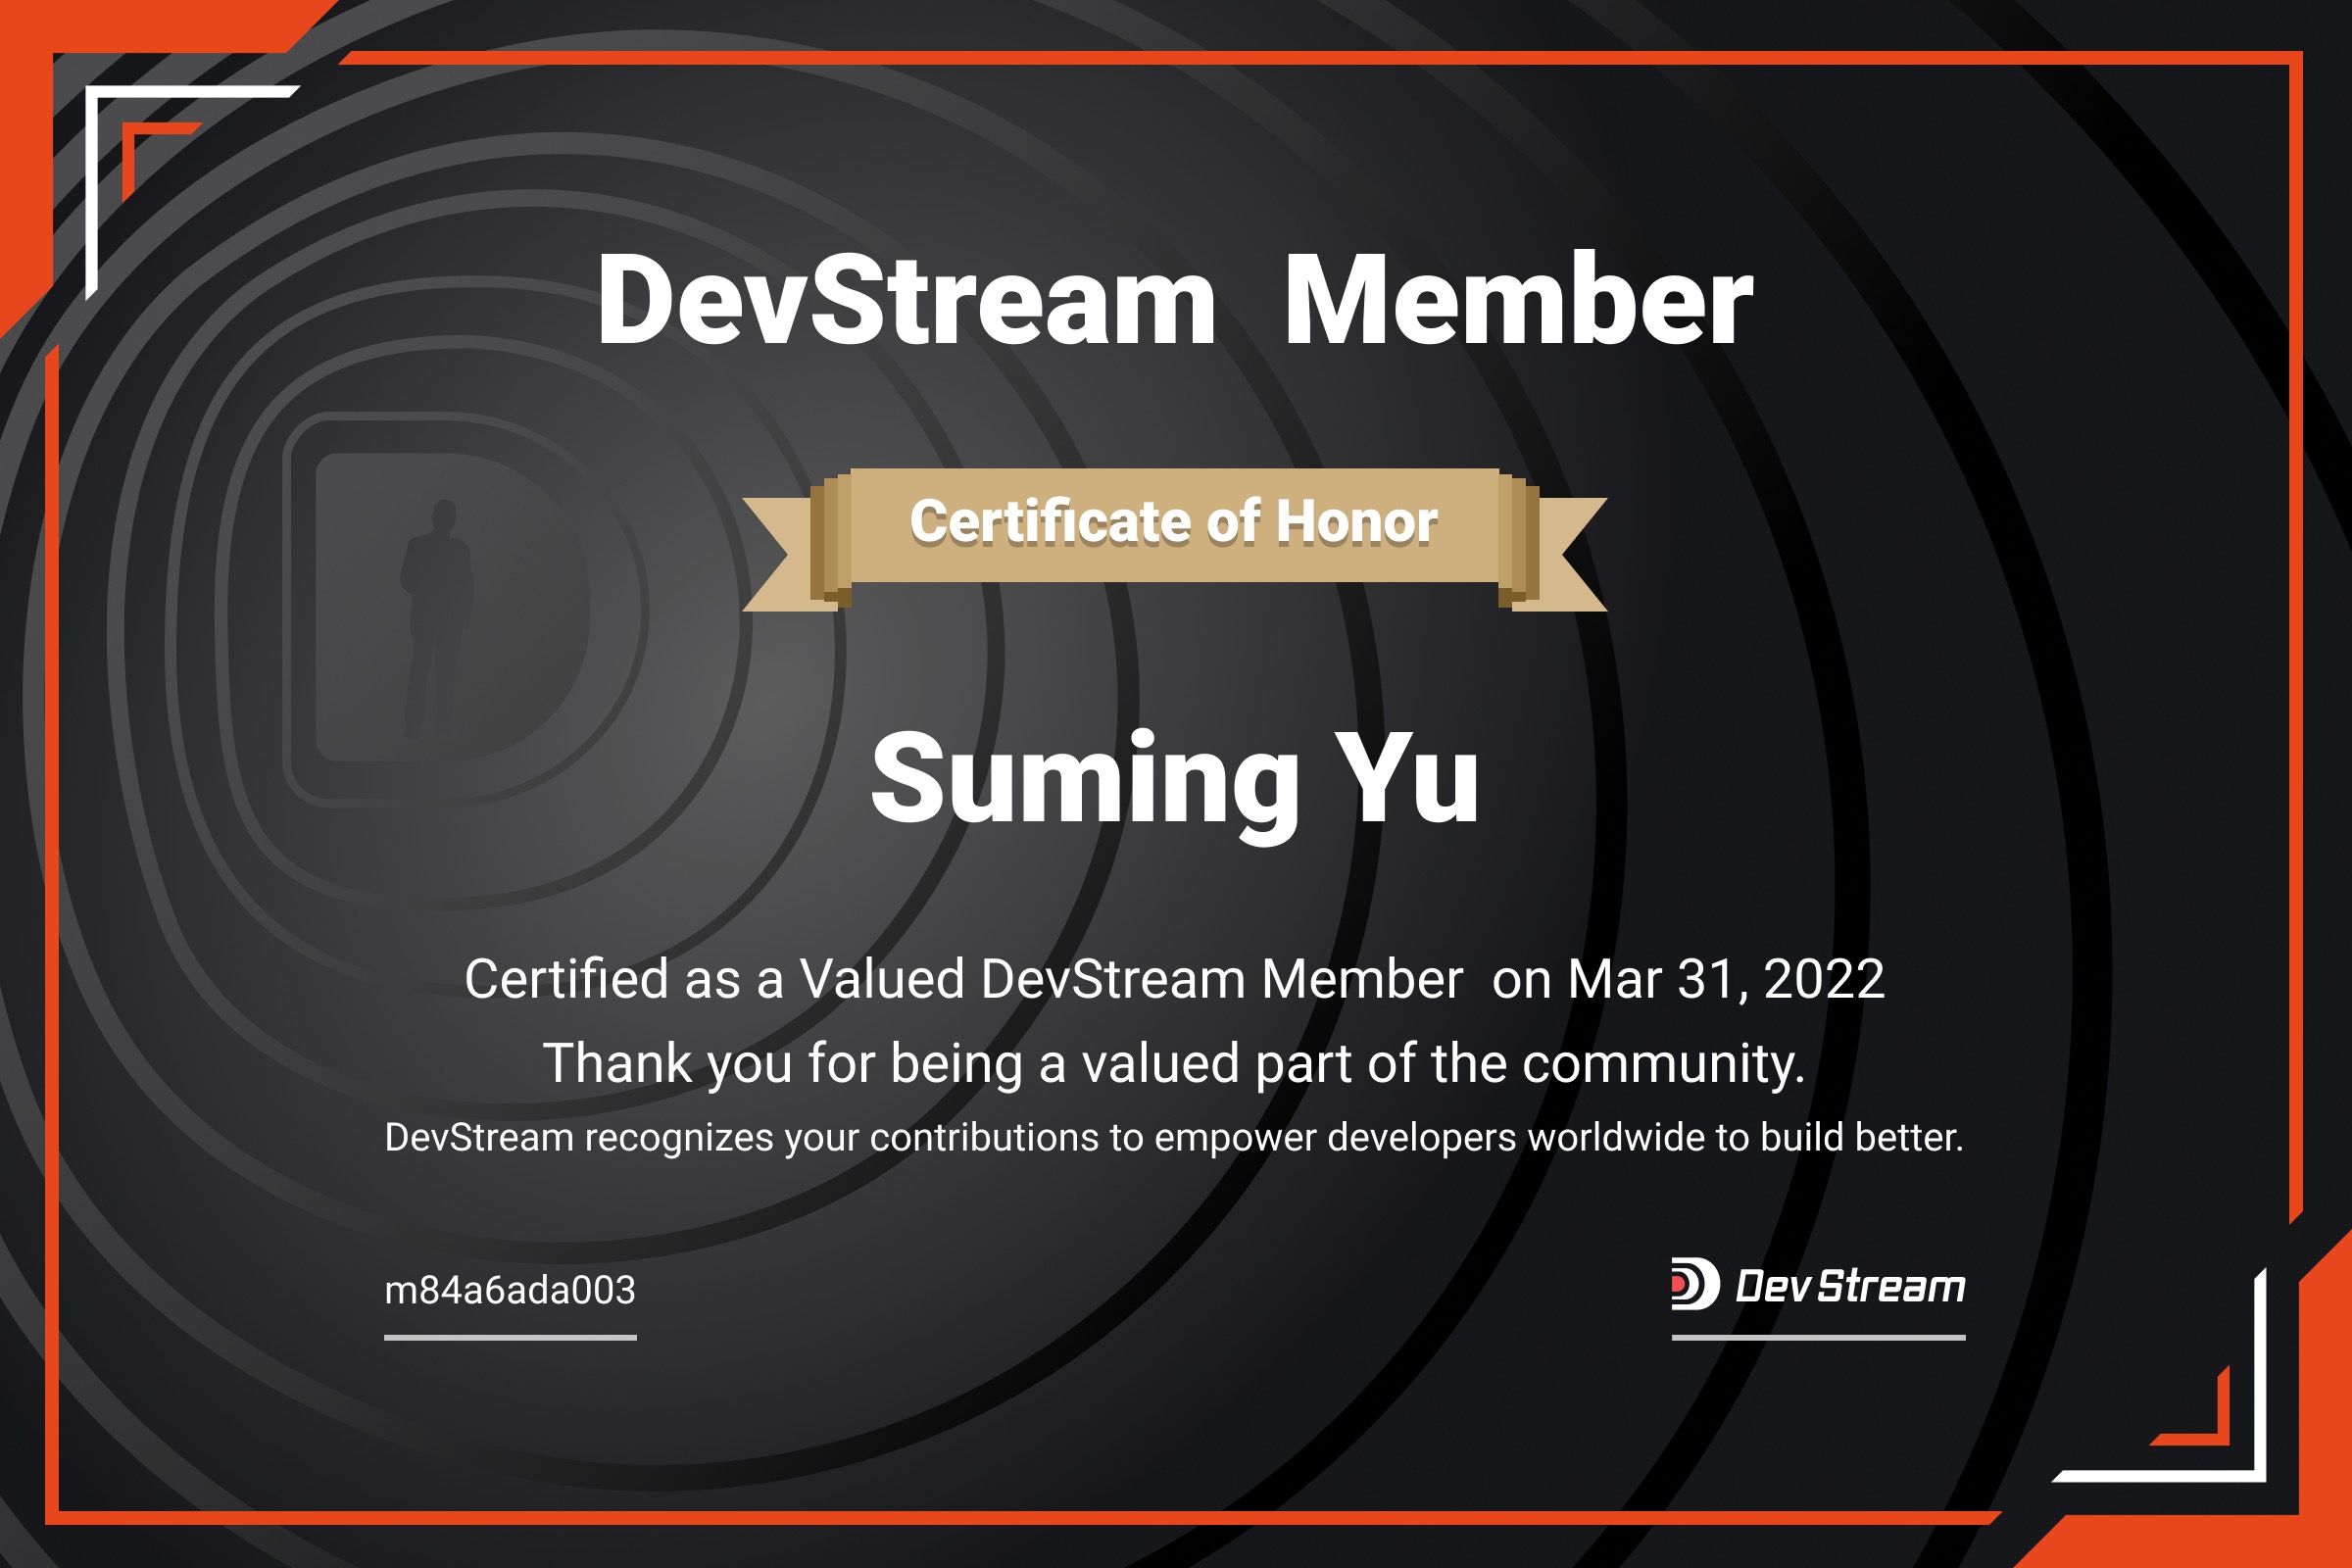 DevStream Member
Certificate of Honor
Suming Yu
Certified as a Valued DevStream Member on Mar 31, 2022
Thank you for being a valued part of the community.
DevStream recognizes your contributions to empower developers worldwide to build better.
m84a6ada003
DevStream